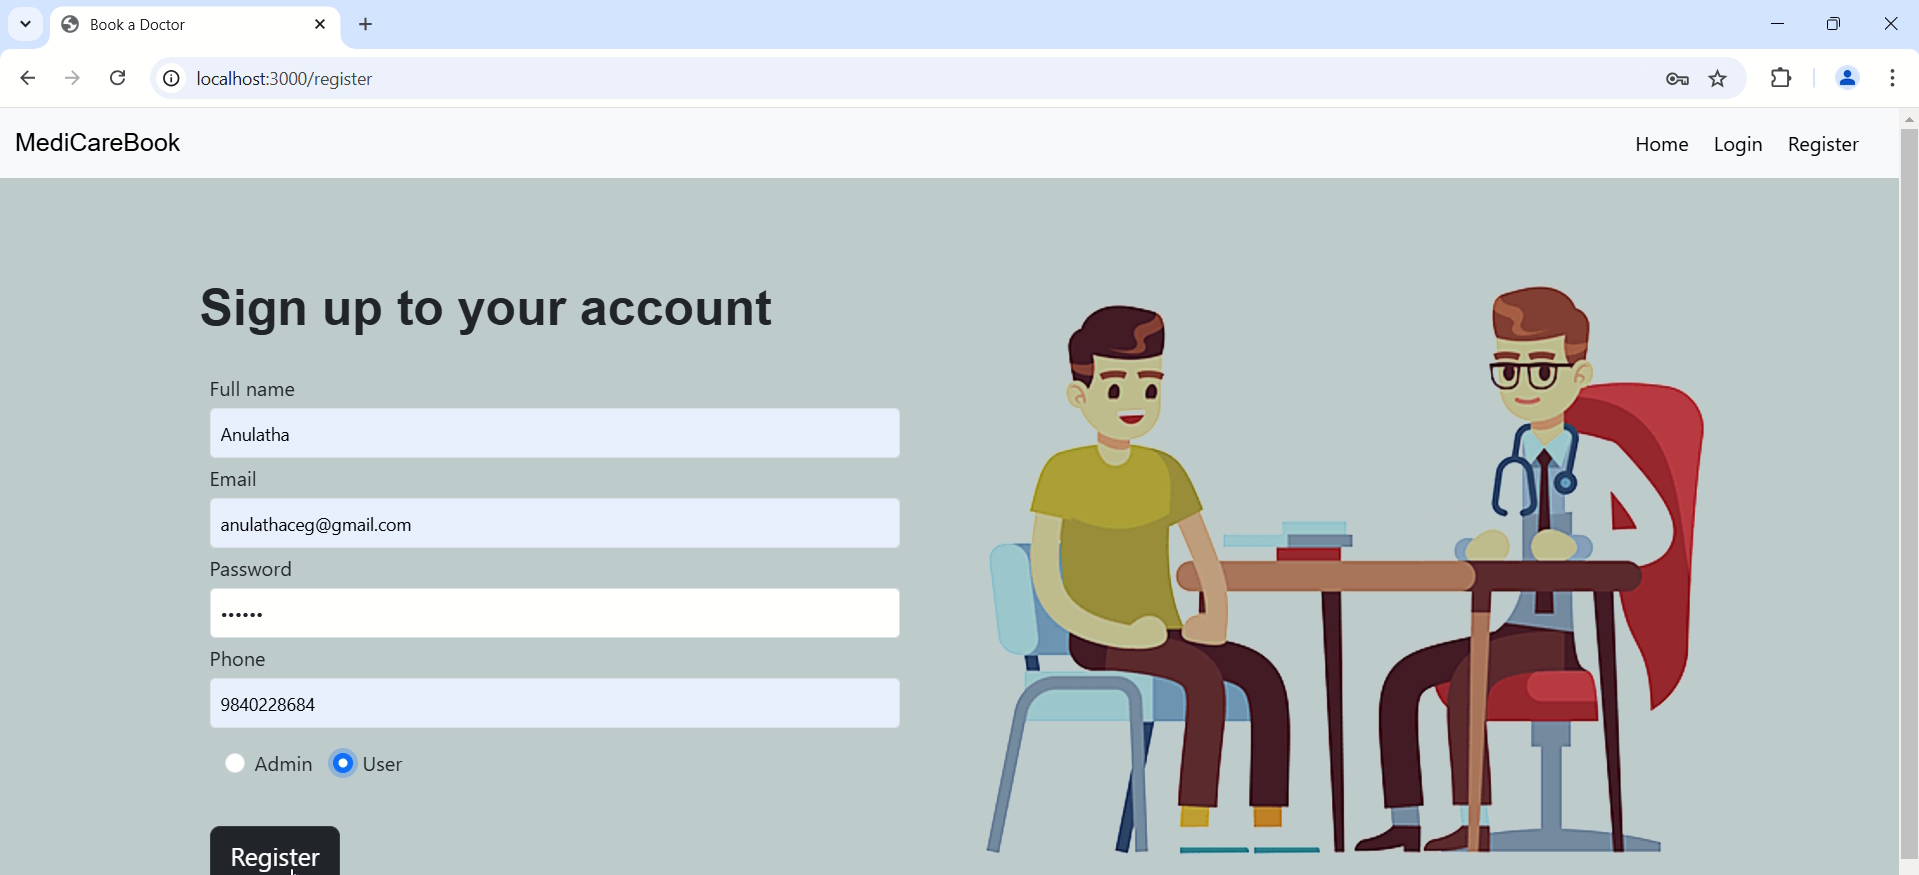 Book a Doctor
localhost:3000/register
MediCareBook
Home Login Register
Sign up to your account
Full name
Anulatha
Email
anulathaceg@gmail.com
Password
••••••
Phone
9840228684
Admin User
Register